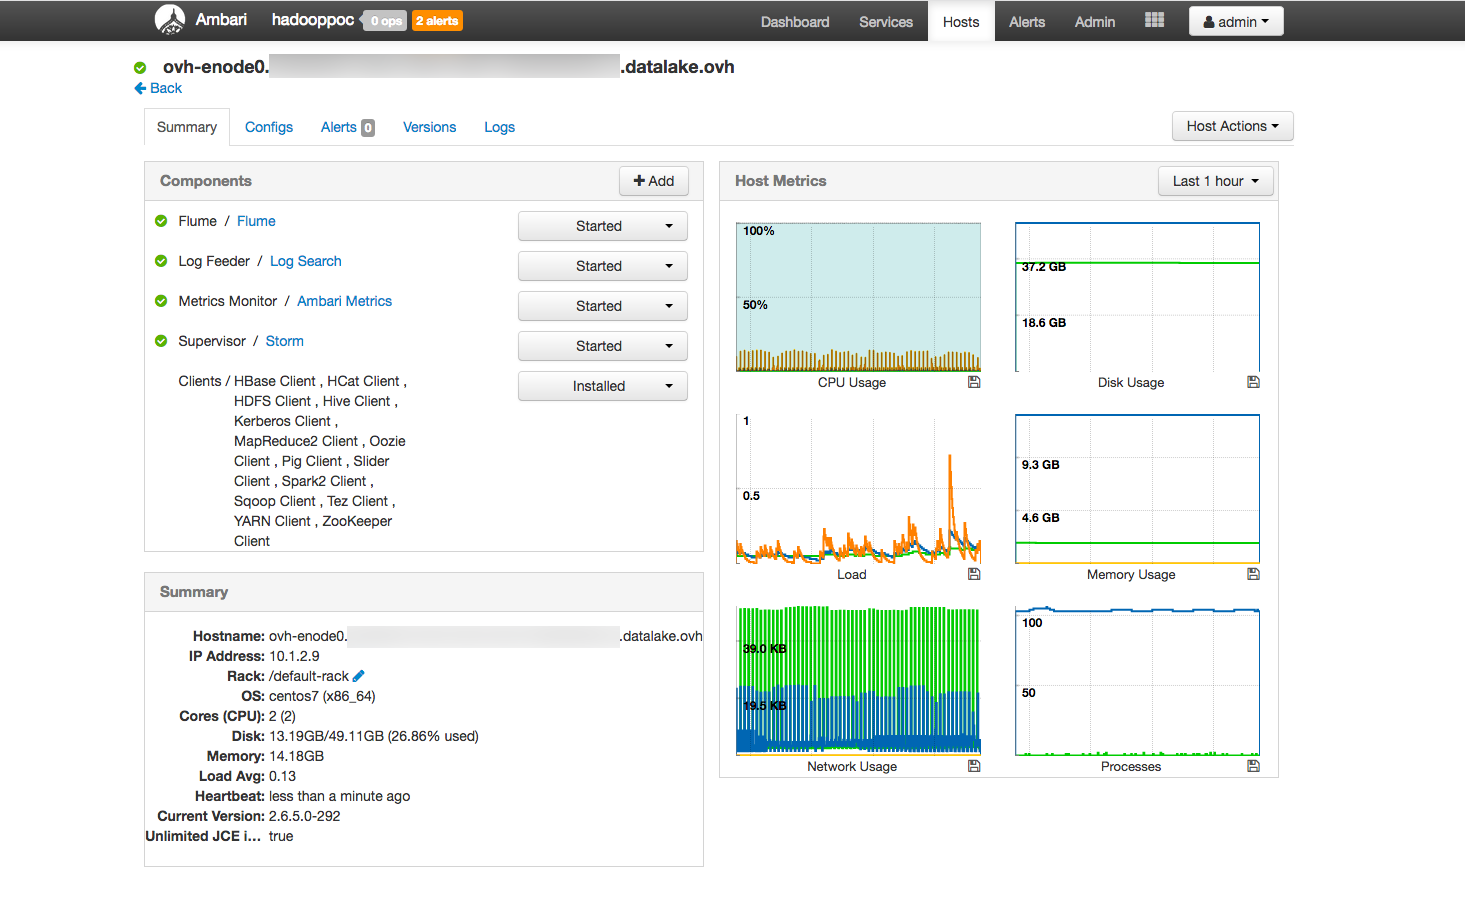 Ambari hadooppoc 0 ops 2 alerts Dashboard Services Hosts Alerts Admin admin
ovh-enode0. .datalake.ovh
Back
Summary Configs Alerts 0 Versions Logs Host Actions
Components Add
Flume / Flume Started
Log Feeder / Log Search Started
Metrics Monitor / Ambari Metrics Started
Supervisor / Storm Started
Clients / HBase Client , HCat Client , Installed
HDFS Client , Hive Client ,
Kerberos Client ,
MapReduce2 Client , Oozie
Client , Pig Client , Slider
Client , Spark2 Client ,
Sqoop Client , Tez Client ,
YARN Client , ZooKeeper
Client
Summary
Hostname: ovh-enode0. .datalake.ovh
IP Address: 10.1.2.9
Rack: /default-rack
OS: centos7 (x86_64)
Cores (CPU): 2 (2)
Disk: 13.19GB/49.11GB (26.86% used)
Memory: 14.18GB
Load Avg: 0.13
Heartbeat: less than a minute ago
Current Version: 2.6.5.0-292
Unlimited JCE i... true
Host Metrics Last 1 hour
100%
50%
CPU Usage
37.2 GB
18.6 GB
Disk Usage
1
0.5
Load
9.3 GB
4.6 GB
Memory Usage
39.0 KB
19.5 KB
Network Usage
100
50
Processes